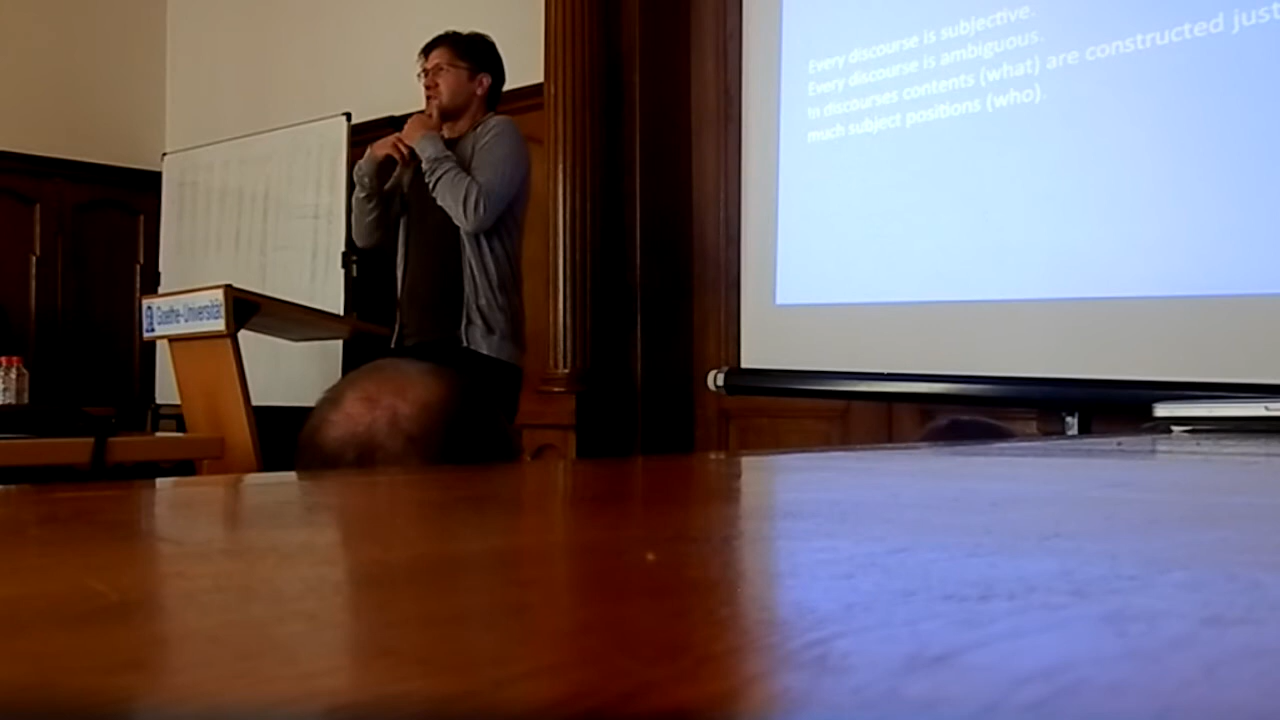 Goethe-Universität
Every discourse is subjective.
Every discourse is ambiguous.
In discourses contents (what) are constructed just
much subject positions (who).